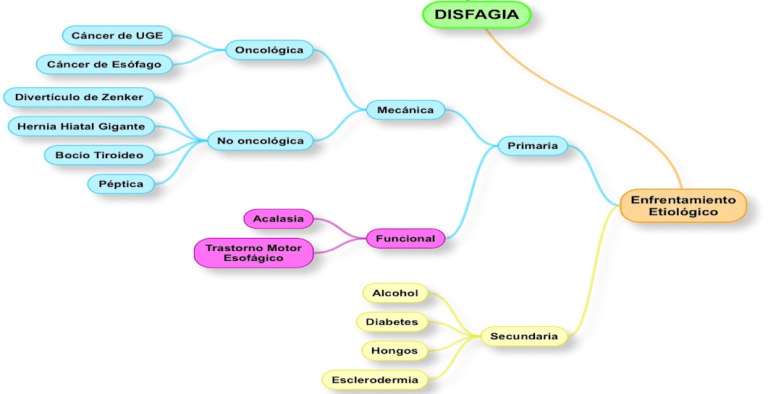 DISFAGIA
Cáncer de UGE
Oncológica
Cáncer de Esófago
Divertículo de Zenker
Mecánica
Hernia Hiatal Gigante
No oncológica
Primaria
Bocio Tiroideo
Péptica
Enfrentamiento
Etiológico
Acalasia
Funcional
Trastorno Motor
Esofágico
Alcohol
Diabetes
Secundaria
Hongos
Esclerodermia